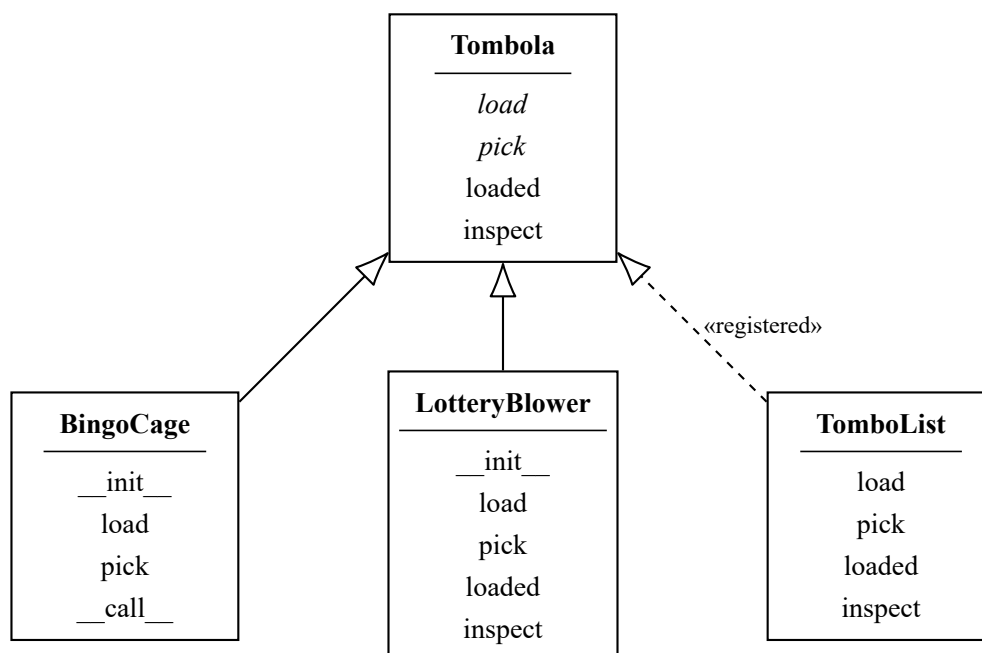 Tombola
load
pick
loaded
inspect
«registered»
BingoCage
__init__
load
pick
__call__
LotteryBlower
__init__
load
pick
loaded
inspect
TomboList
load
pick
loaded
inspect